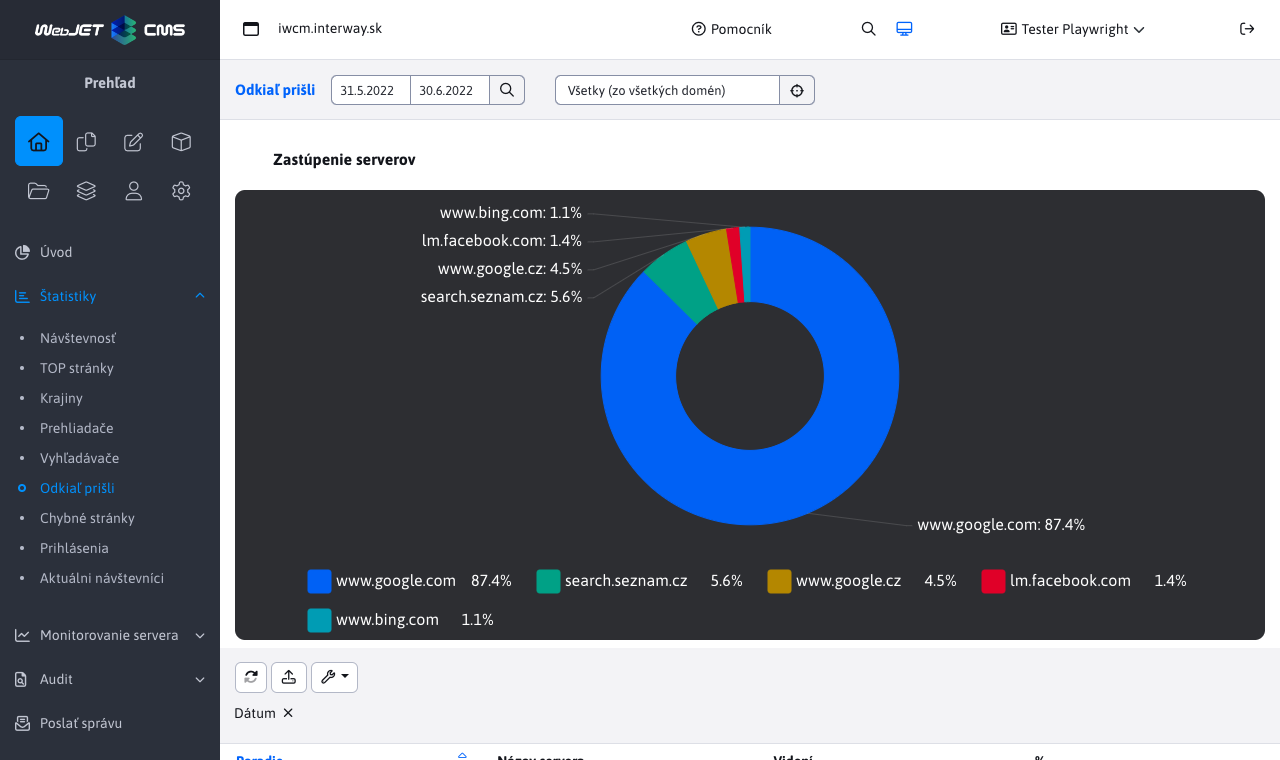 WebJET CMS
iwcm.interway.sk
Pomocník
Tester Playwright
Prehľad
Odkiaľ prišli
31.5.2022
30.6.2022
Všetky (zo všetkých domén)
Úvod
Štatistiky
Návštevnosť
TOP stránky
Krajiny
Prehliadače
Vyhľadávače
Odkiaľ prišli
Chybné stránky
Prihlásenia
Aktuálni návštevníci
Monitorovanie servera
Audit
Poslať správu
Zastúpenie serverov
www.bing.com: 1.1%
lm.facebook.com: 1.4%
www.google.cz: 4.5%
search.seznam.cz: 5.6%
www.google.com: 87.4%
www.google.com 87.4% search.seznam.cz 5.6% www.google.cz 4.5% lm.facebook.com 1.4%
www.bing.com 1.1%
Dátum
Poradie Názov servera Videní %